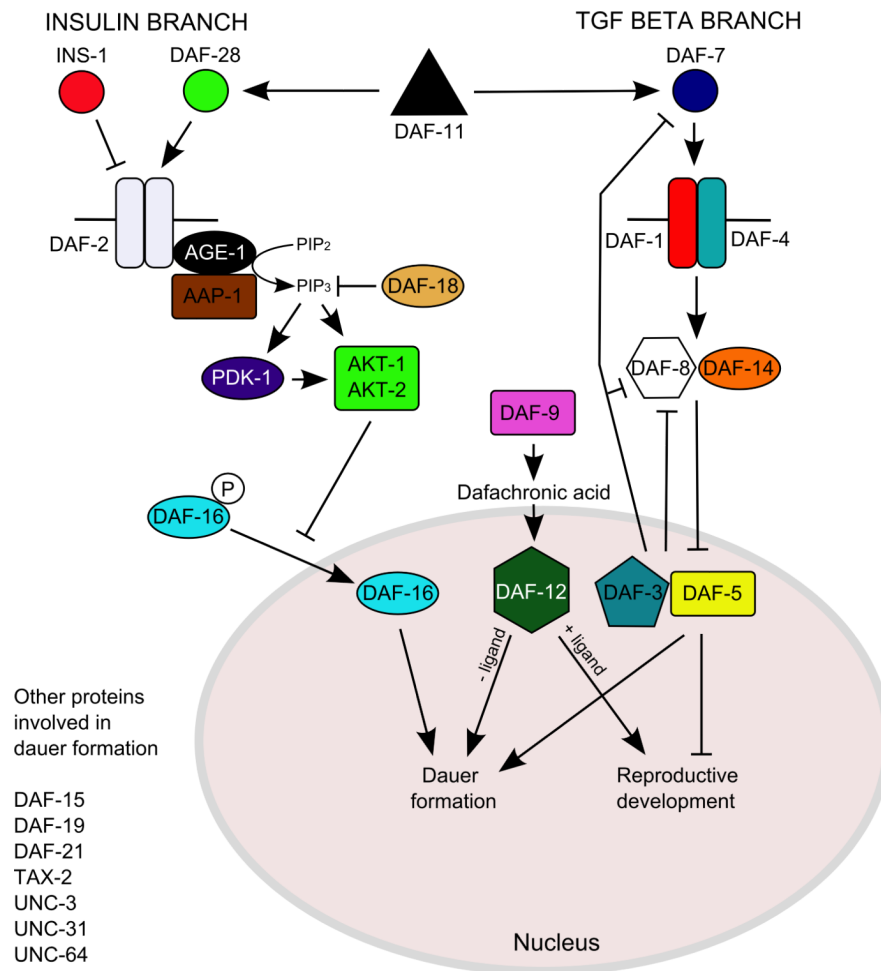 INSULIN BRANCH
TGF BETA BRANCH
INS-1
DAF-28
DAF-7
DAF-11
DAF-2
AGE-1
PIP₂
AAP-1
PIP₃
DAF-18
DAF-1
DAF-4
PDK-1
AKT-1
AKT-2
DAF-8
DAF-14
DAF-9
Dafachronic acid
P
DAF-16
DAF-16
DAF-12
DAF-3
DAF-5
- ligand
+ ligand
Dauer
formation
Reproductive
development
Other proteins
involved in
dauer formation
DAF-15
DAF-19
DAF-21
TAX-2
UNC-3
UNC-31
UNC-64
Nucleus